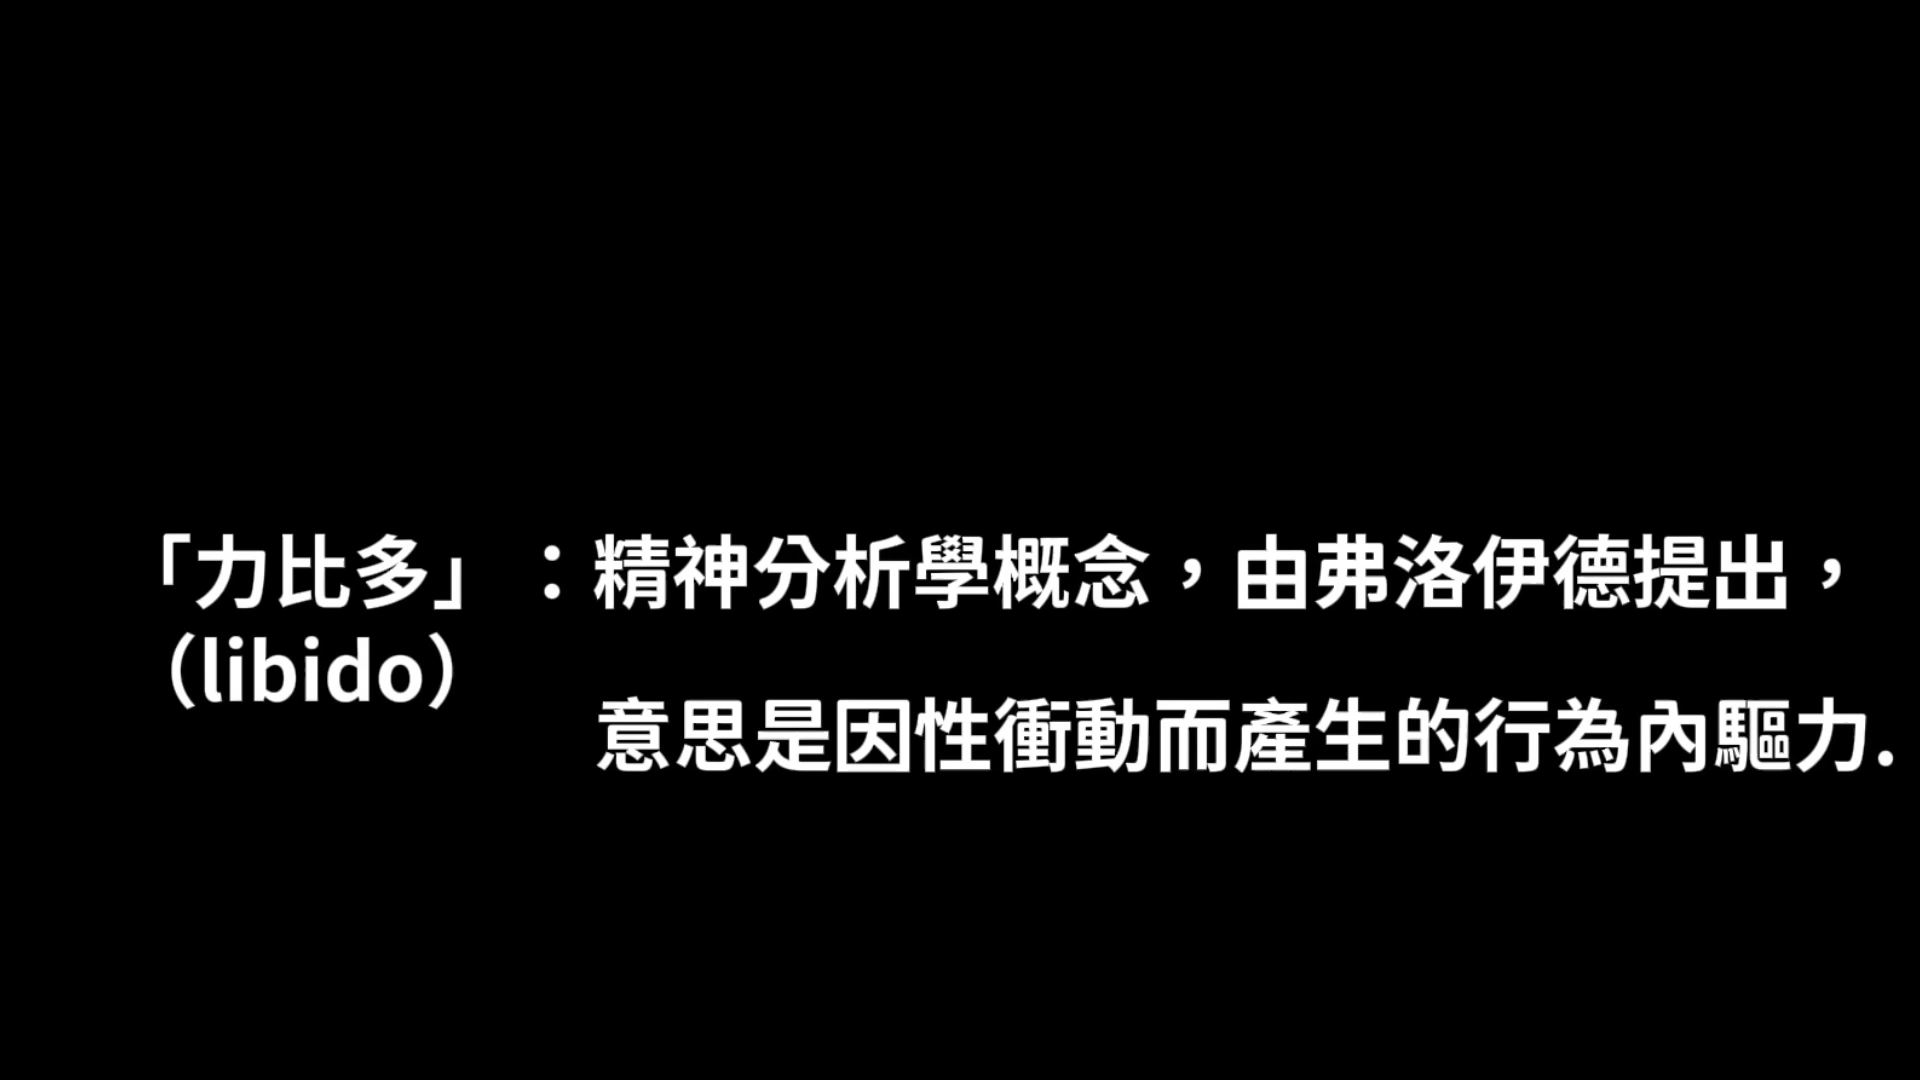 「力比多」：精神分析學概念，由弗洛伊德提出，
（libido）
意思是因性衝動而產生的行為內驅力.